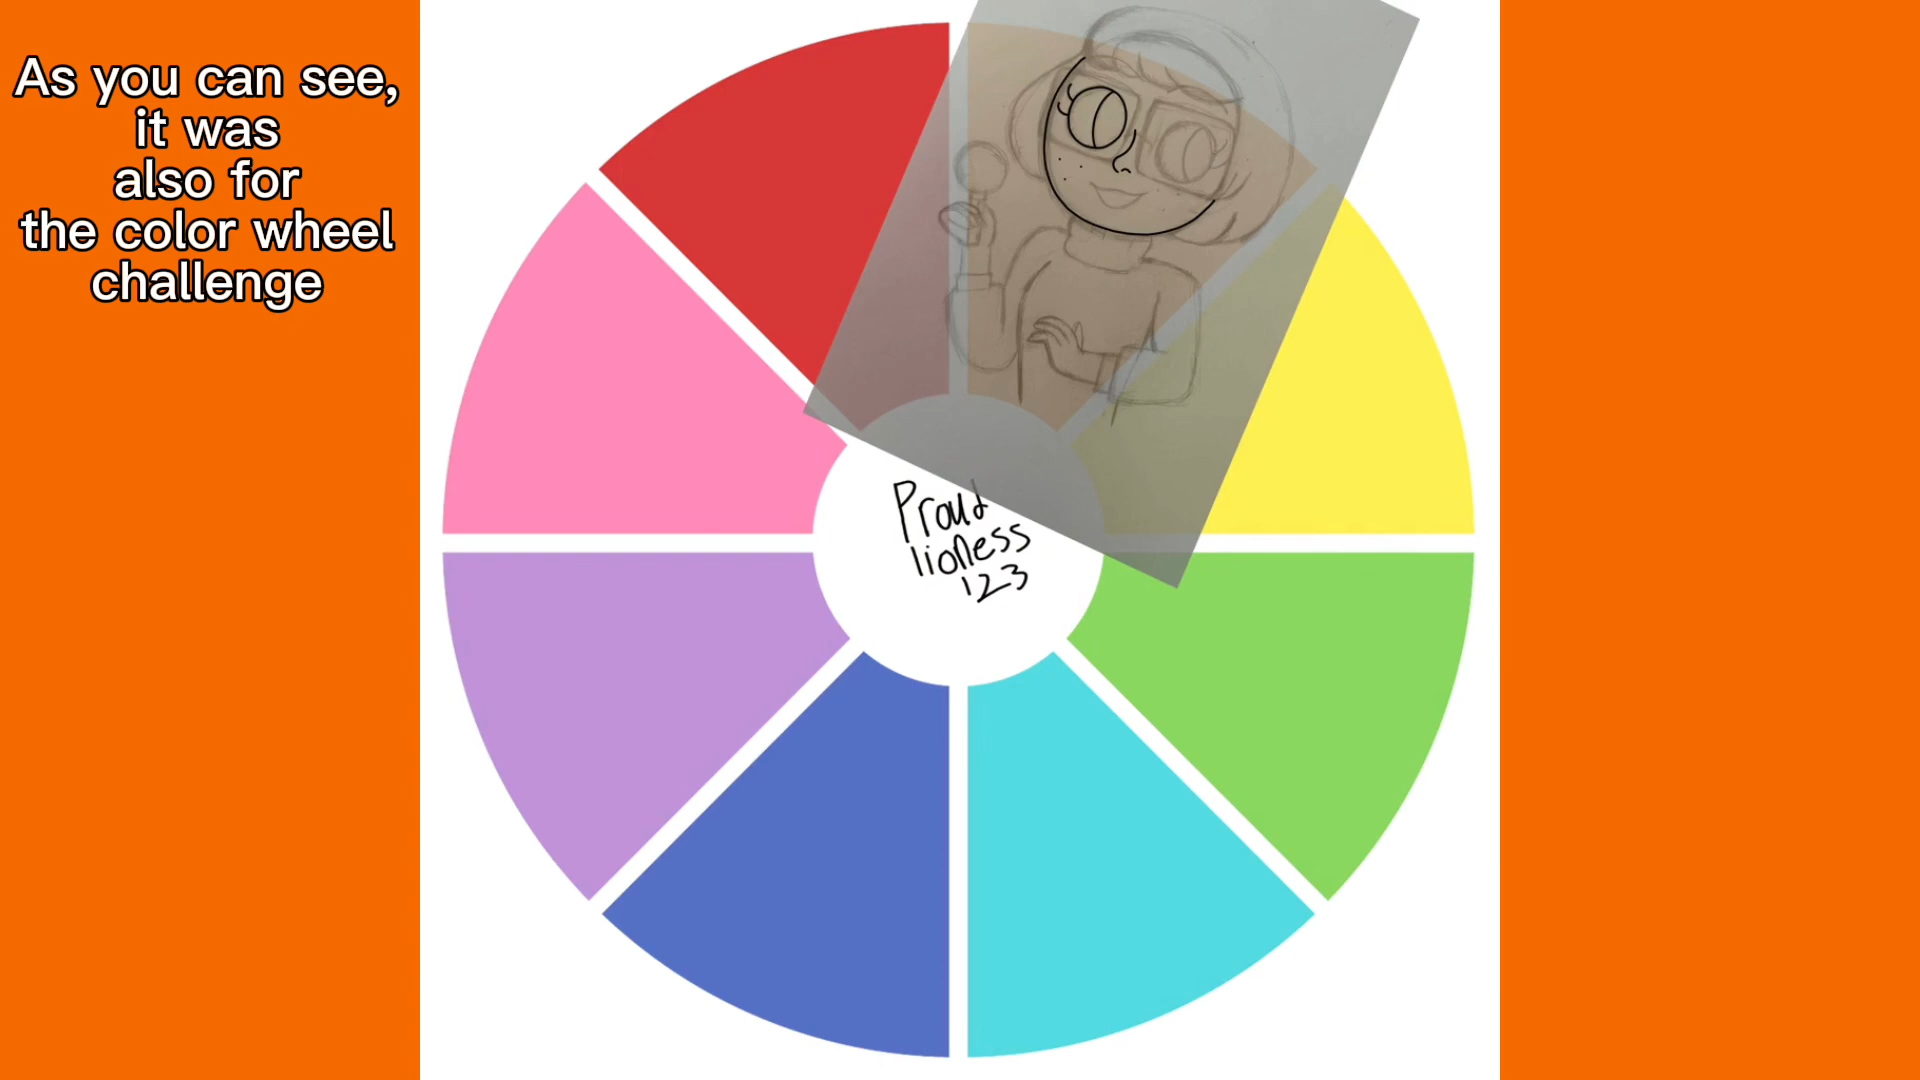 As you can see,
it was
also for
the color wheel
challenge
Proud
lioness
123